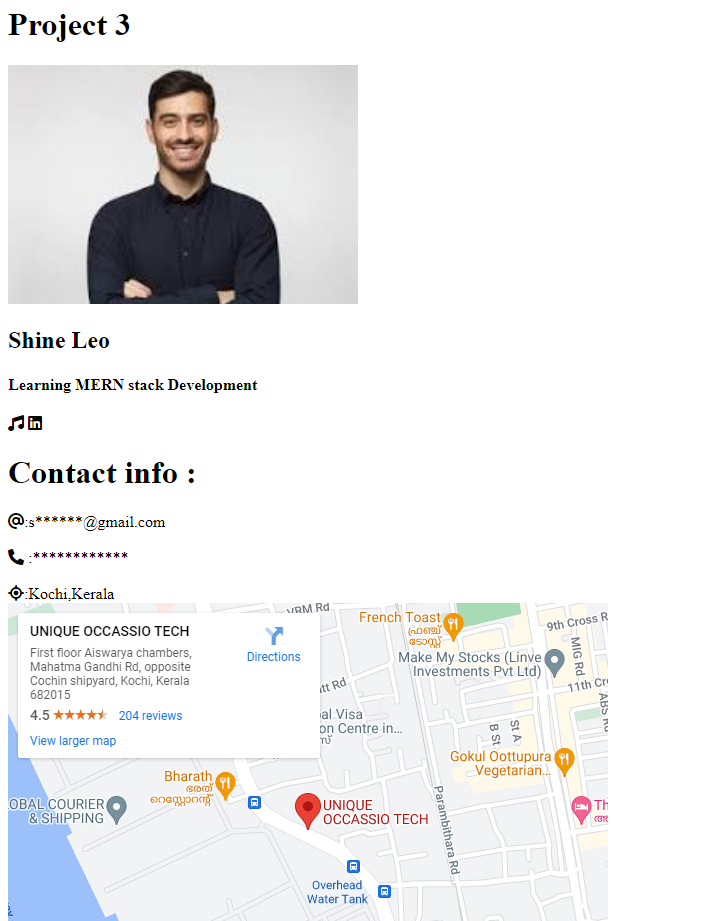 Project 3
Shine Leo
Learning MERN stack Development
Contact info :
:s******@gmail.com
:************
:Kochi,Kerala
UNIQUE OCCASSIO TECH
First floor Aiswarya chambers,
Mahatma Gandhi Rd, opposite
Cochin shipyard, Kochi, Kerala
682015
4.5
204 reviews
View larger map
Directions
VRM Rd
French Toast
ഫ്രഞ്ച്
ടോസ്റ്റ്
9th Cross R
Make My Stocks (Linve
Investments Pvt Ltd)
MIG Rd
11th Cr
ABS R
tt Rd
al Visa
on Centre in...
St A
B St
Gokul Oottupura
Vegetarian...
Bharath
ഭരത്
റെസ്റ്റോറന്റ്
OBAL COURIER
& SHIPPING
UNIQUE
OCCASSIO TECH
Parambithara Rd
Th
Overhead
Water Tank